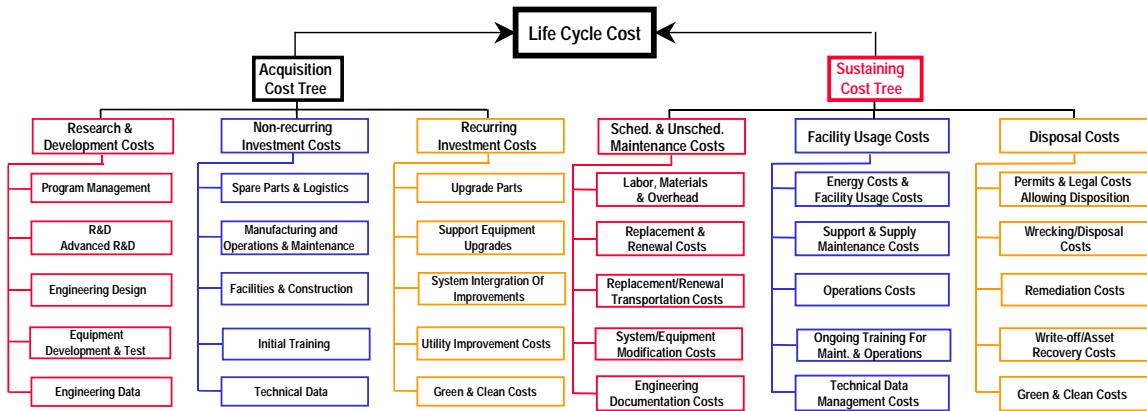 Life Cycle Cost
Acquisition
Cost Tree
Sustaining
Cost Tree
Research &
Development Costs
Program Management
R&D
Advanced R&D
Engineering Design
Equipment
Development & Test
Engineering Data
Non-recurring
Investment Costs
Spare Parts & Logistics
Manufacturing and
Operations & Maintenance
Facilities & Construction
Initial Training
Technical Data
Recurring
Investment Costs
Upgrade Parts
Support Equipment
Upgrades
System Intergration Of
Improvements
Utility Improvement Costs
Green & Clean Costs
Sched. & Unsched.
Maintenance Costs
Labor, Materials
& Overhead
Replacement &
Renewal Costs
Replacement/Renewal
Transportation Costs
System/Equipment
Modification Costs
Engineering
Documentation Costs
Facility Usage Costs
Energy Costs &
Facility Usage Costs
Support & Supply
Maintenance Costs
Operations Costs
Ongoing Training For
Maint. & Operations
Technical Data
Management Costs
Disposal Costs
Permits & Legal Costs
Allowing Disposition
Wrecking/Disposal
Costs
Remediation Costs
Write-off/Asset
Recovery Costs
Green & Clean Costs